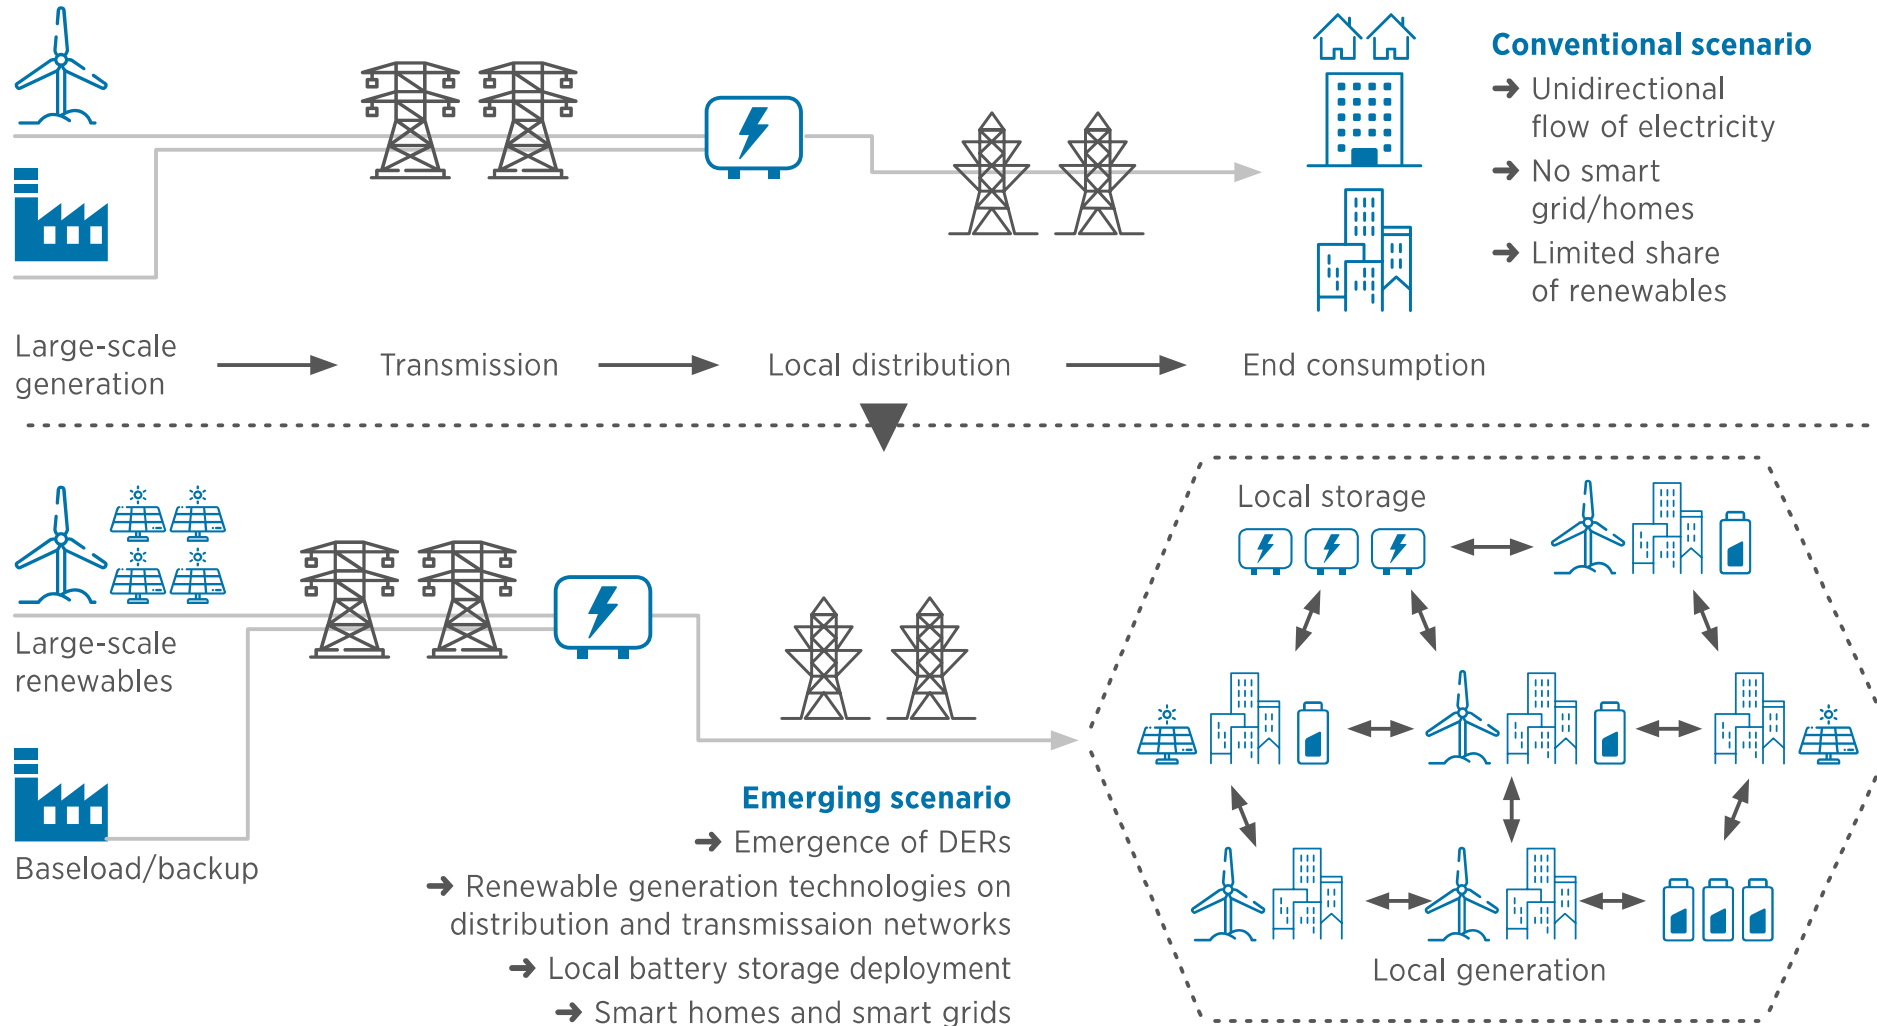 Conventional scenario
➔ Unidirectional
flow of electricity
➔ No smart
grid/homes
➔ Limited share
of renewables
Large-scale
generation
Transmission
Local distribution
End consumption
Large-scale
renewables
Baseload/backup
Emerging scenario
➔ Emergence of DERs
➔ Renewable generation technologies on
distribution and transmissaion networks
➔ Local battery storage deployment
➔ Smart homes and smart grids
Local storage
Local generation